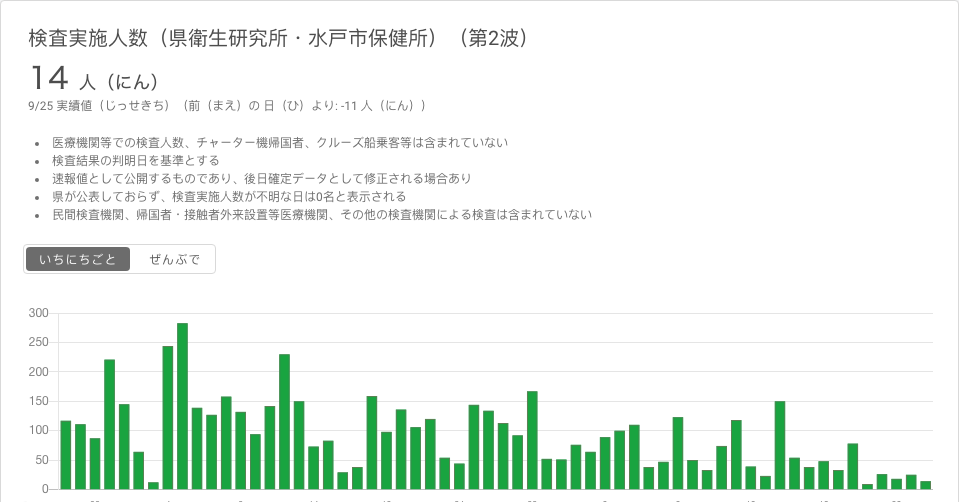 検査実施人数（県衛生研究所・水戸市保健所）（第2波）
14 人（にん）
9/25 実績値（じっせきち）（前（まえ）の 日（ひ）より: -11 人（にん））
• 医療機関等での検査人数、チャーター機帰国者、クルーズ船乗客等は含まれていない
• 検査結果の判明日を基準とする
• 速報値として公開するものであり、後日確定データとして修正される場合あり
• 県が公表しておらず、検査実施人数が不明な日は0名と表示される
• 民間検査機関、帰国者・接触者外来設置等医療機関、その他の検査機関による検査は含まれていない
いちにちごと ぜんぶで
300
250
200
150
100
50
0